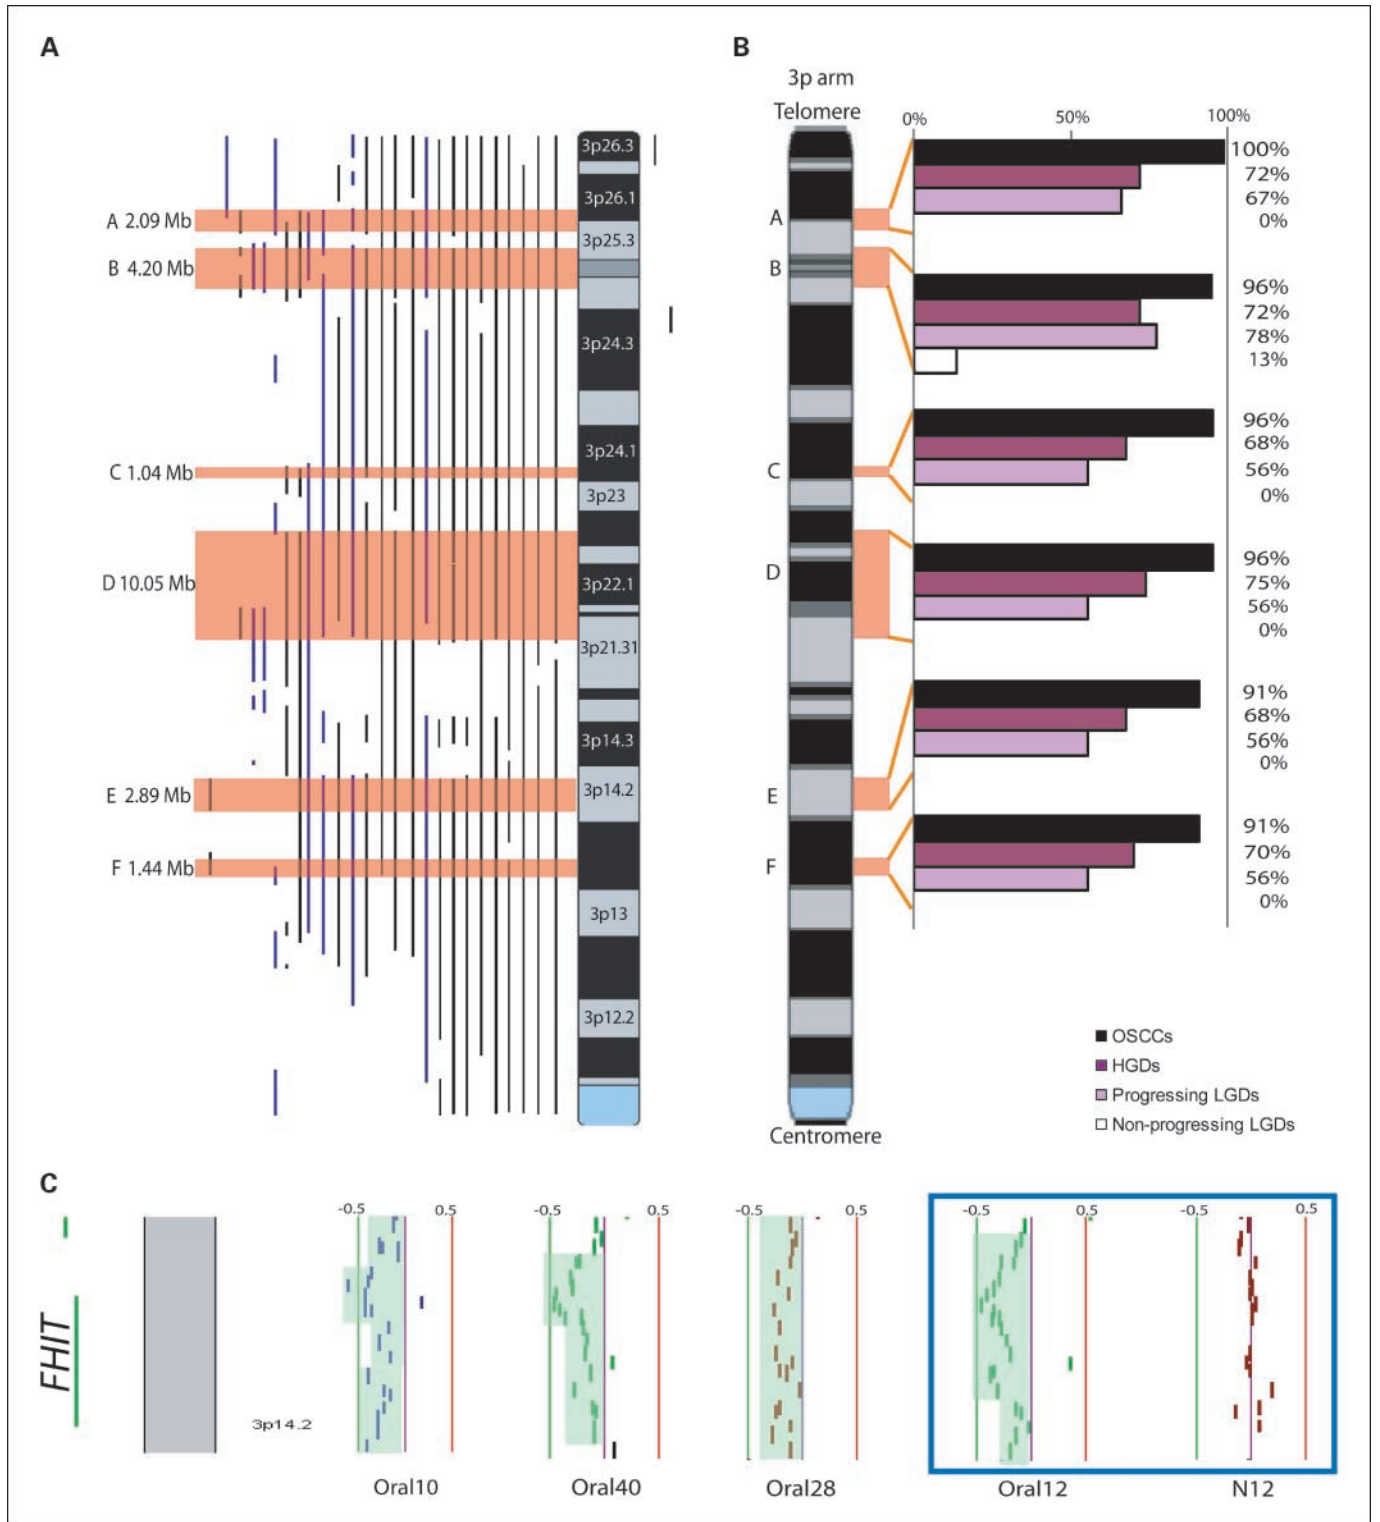 A
3p26.3
3p26.1
A 2.09 Mb
3p25.3
B 4.20 Mb
3p24.3
3p24.1
C 1.04 Mb
3p23
D 10.05 Mb
3p22.1
3p21.31
3p14.3
E 2.89 Mb
3p14.2
F 1.44 Mb
3p13
3p12.2
B
3p arm
Telomere
0% 50% 100%
A
100%
72%
67%
0%
B
96%
72%
78%
13%
C
96%
68%
56%
0%
D
96%
75%
56%
0%
E
91%
68%
56%
0%
F
91%
70%
56%
0%
OSCCs
HGDs
Progressing LGDs
Non-progressing LGDs
Centromere
C
-0.5 0.5 -0.5 0.5 -0.5 0.5 -0.5 0.5 -0.5 0.5
FHIT
3p14.2
Oral10 Oral40 Oral28 Oral12 N12